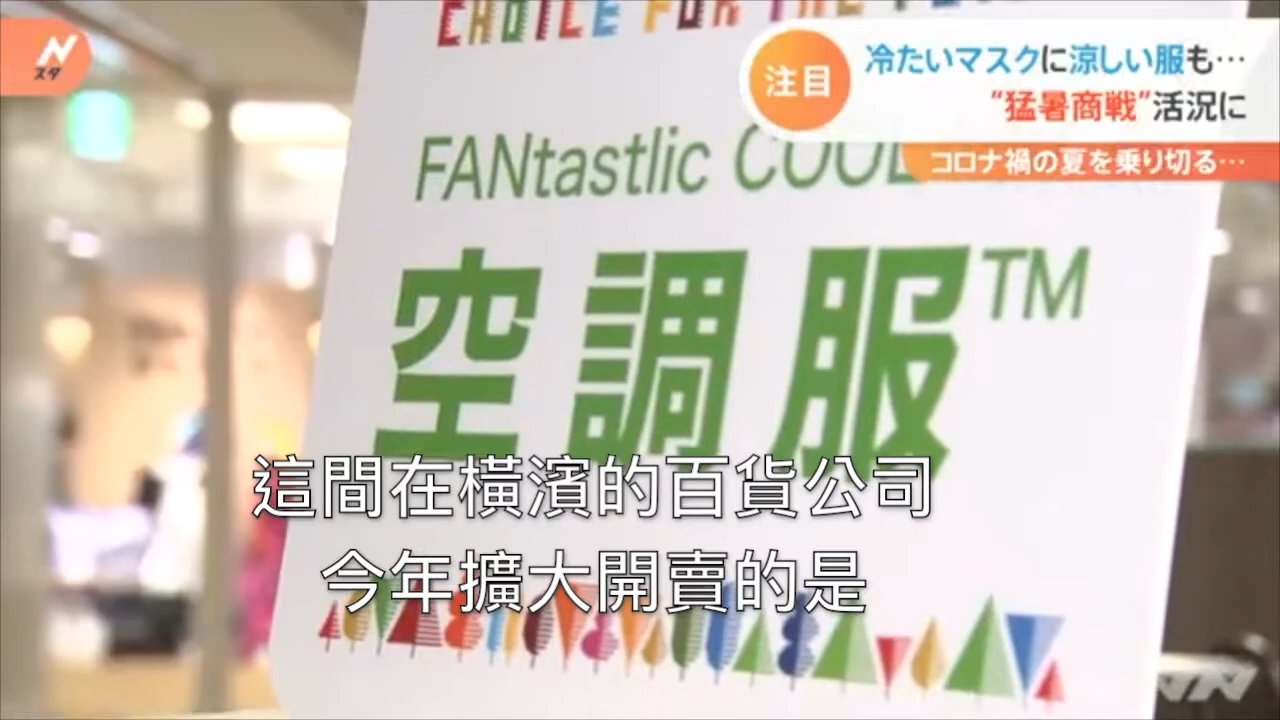 N
スタ
注目
冷たいマスクに涼しい服も…
“猛暑商戦”活況に
コロナ禍の夏を乗り切る…
CHOICE FOR THE
FANtastlic COOL
空調服™
這間在橫濱的百貨公司
今年擴大開賣的是